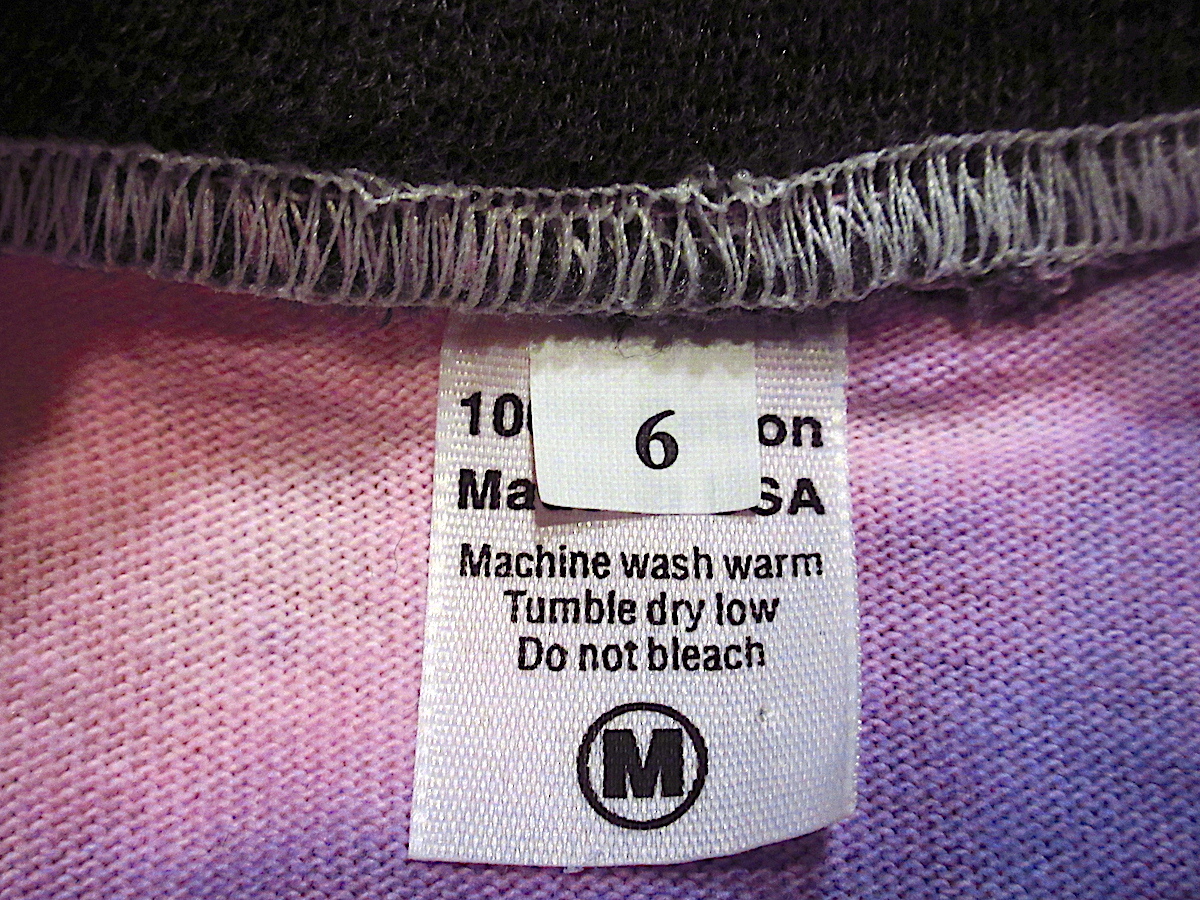 6
10 on
Ma SA
Machine wash warm
Tumble dry low
Do not bleach
M